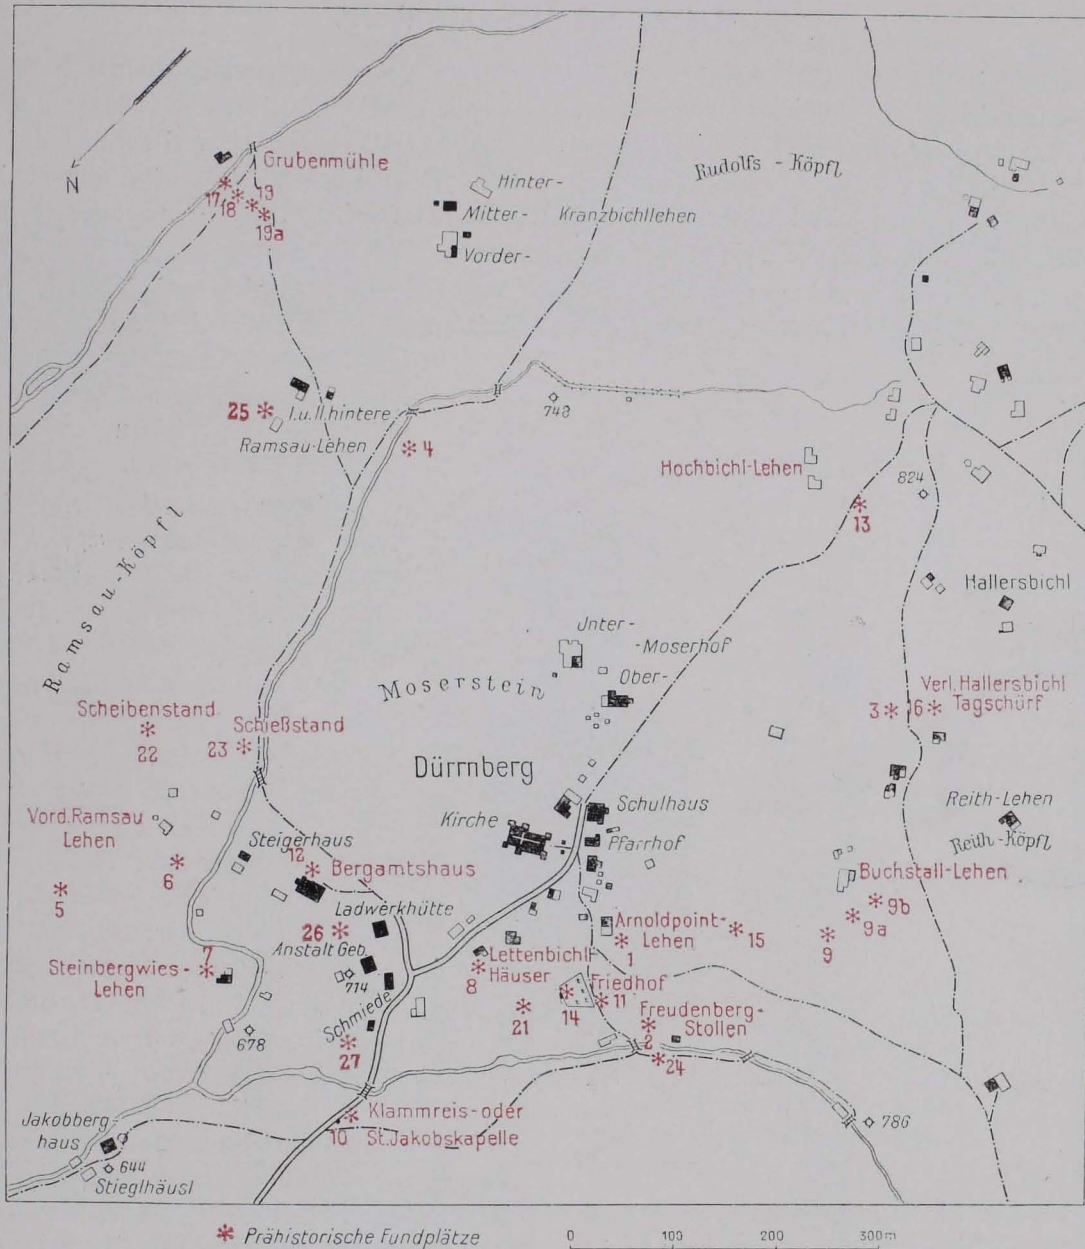 N
Grubenmühle
17
18
19
19a
Hinter-
Mitter- Kranzbichllehen
Vorder-
Rudolfs - Köpfl
25
I.u.II.hintere
Ramsau-Lehen
4
748
Hochbichl-Lehen
824
13
Hallersbichl
Ramsau-Köpfl
Unter-
-Moserhof
Ober-
Moserstein
Scheibenstand
22
Schießstand
23
3
16
Verl. Hallersbichl
Tagschürf
Dürrnberg
Vord. Ramsau
Lehen
6
5
Steigerhaus
12
Bergamtshaus
Kirche
Schulhaus
Pfarrhof
Reith-Lehen
Reith-Köpfl
Buchstall-Lehen
9b
9a
9
Ladwerkhütte
26
Anstalt Geb.
714
Arnoldpoint-
Lehen
1
15
7
Steinbergwies-
Lehen
Lettenbichl-
Häuser
8
21
Friedhof
14
11
Freudenberg-
Stollen
2
24
678
Schmiede
27
786
Jakobberg
haus
644
Stieglhäusl
10
Klammreis- oder
St. Jakobskapelle
Prähistorische Fundplätze
0 100 200 300 m